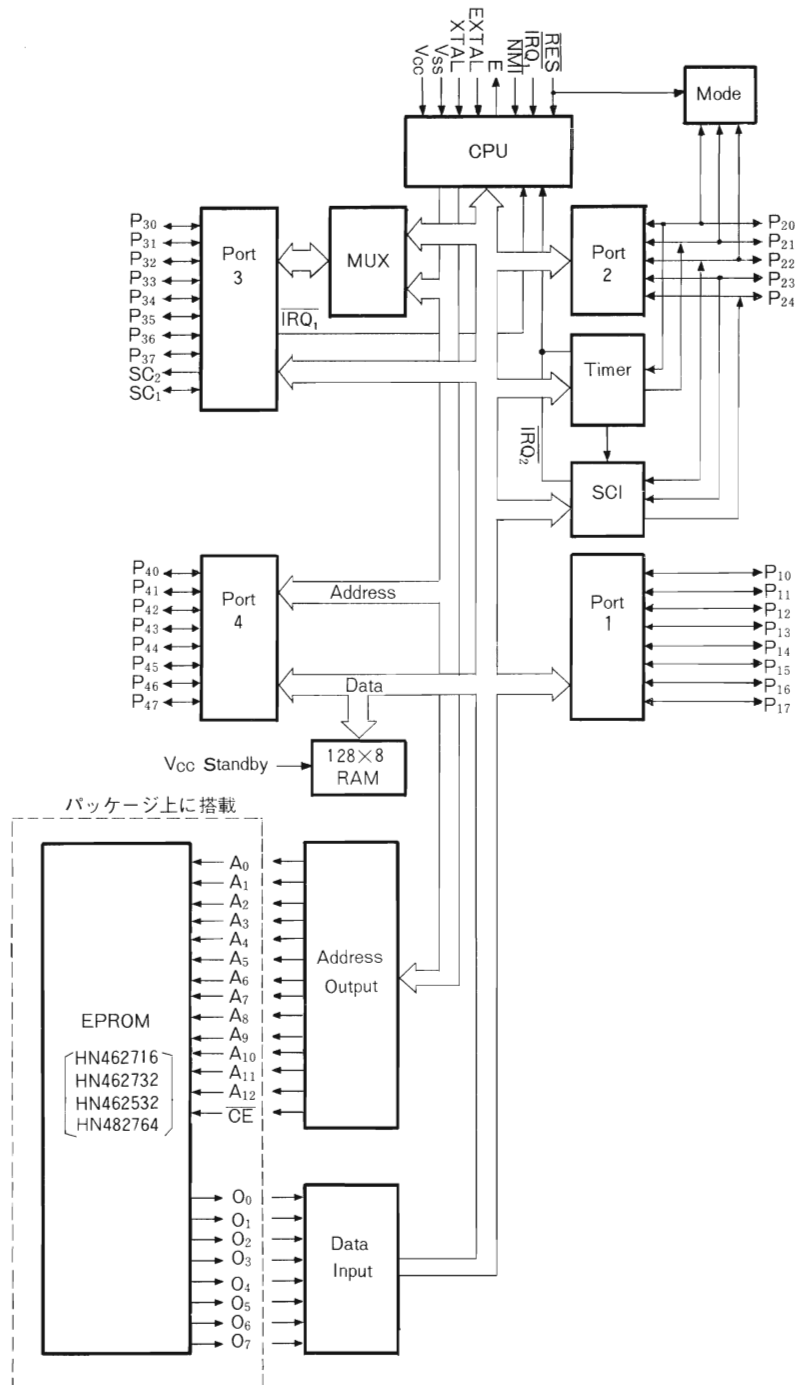 VCC
VSS
XTAL
EXTAL
E
NMI
IRQ1
RES
Mode
CPU
P30
P31
P32
P33
P34
P35
P36
P37
SC2
SC1
Port
3
MUX
IRQ1
Port
2
P20
P21
P22
P23
P24
Timer
IRQ2
SCI
P40
P41
P42
P43
P44
P45
P46
P47
Port
4
Address
Data
Port
1
P10
P11
P12
P13
P14
P15
P16
P17
VCC Standby
128×8
RAM
パッケージ上に搭載
EPROM
HN462716
HN462732
HN462532
HN482764
A0
A1
A2
A3
A4
A5
A6
A7
A8
A9
A10
A11
A12
CE
Address
Output
O0
O1
O2
O3
O4
O5
O6
O7
Data
Input